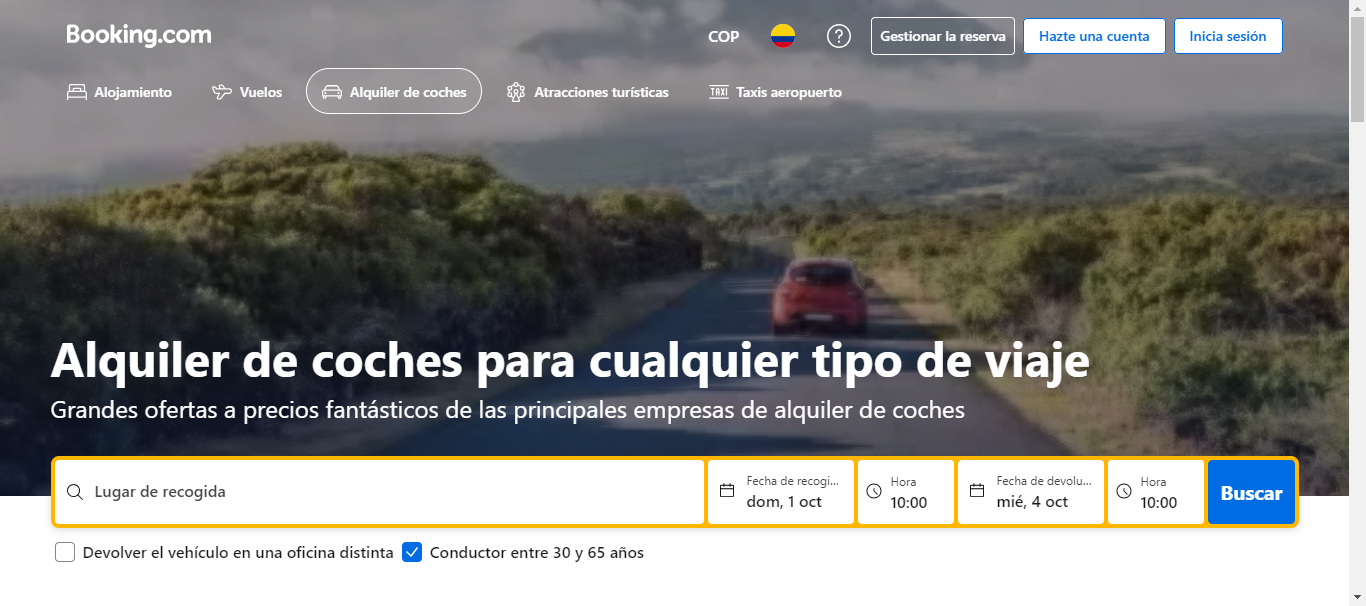 Booking.com
COP
?
Gestionar la reserva
Hazte una cuenta
Inicia sesión
Alojamiento
Vuelos
Alquiler de coches
Atracciones turísticas
TAXI
Taxis aeropuerto
Alquiler de coches para cualquier tipo de viaje
Grandes ofertas a precios fantásticos de las principales empresas de alquiler de coches
Lugar de recogida
Fecha de recogi...
dom, 1 oct
Hora
10:00
Fecha de devolu...
mié, 4 oct
Hora
10:00
Buscar
Devolver el vehículo en una oficina distinta
Conductor entre 30 y 65 años